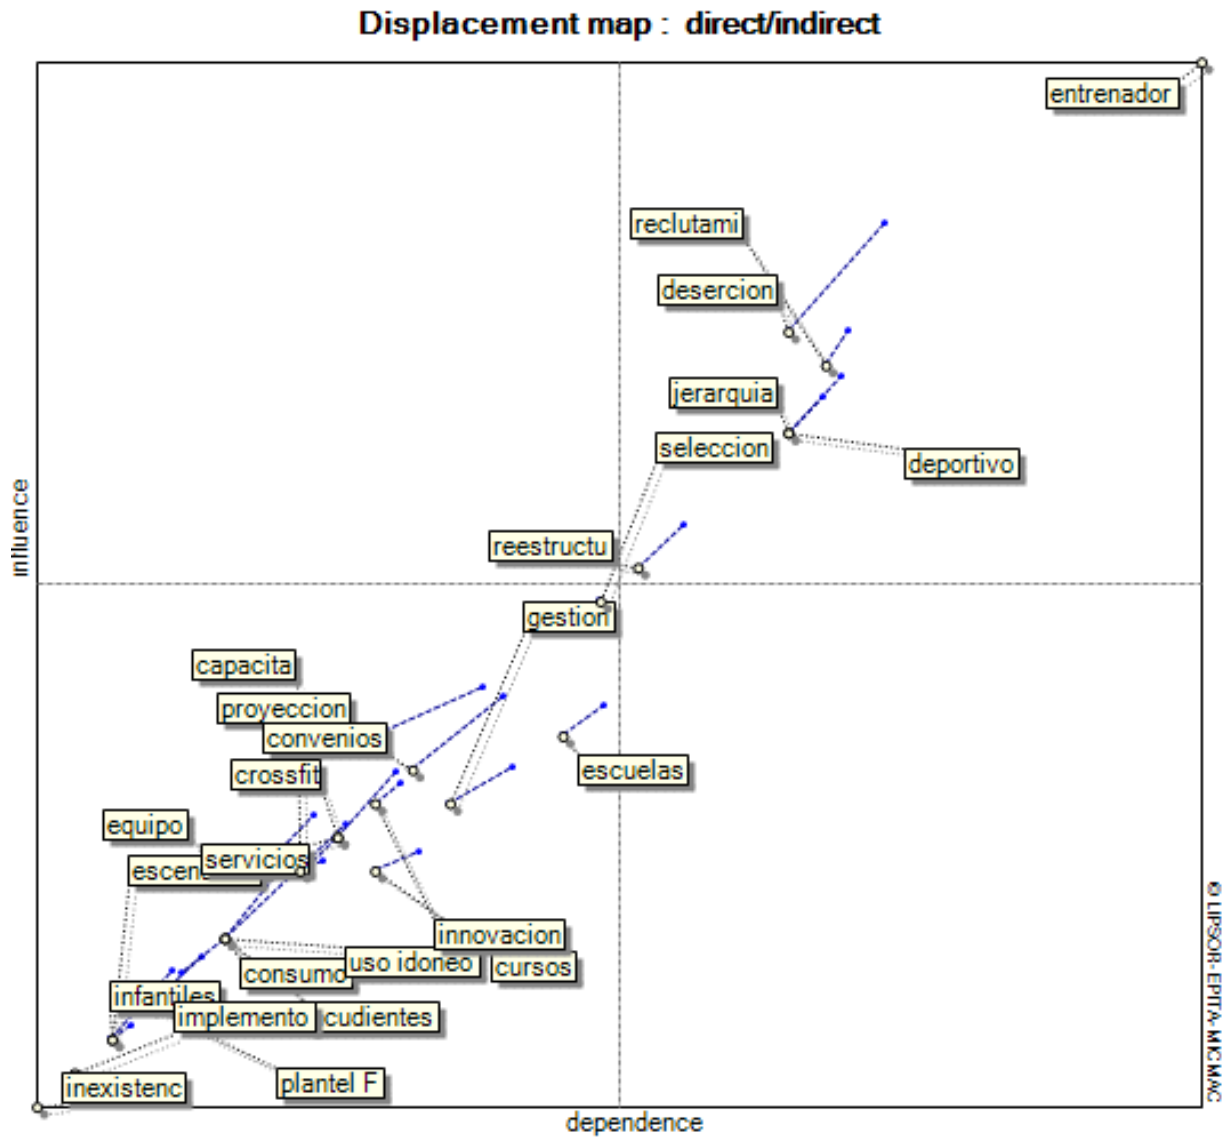 Displacement map : direct/indirect
entrenador
reclutami
desercion
jerarquia
seleccion
deportivo
influence
reestructu
gestion
capacita
proyeccion
convenios
escuelas
crossfit
equipo
servicios
escen
innovacion
uso idoneo
cursos
consumo
infantiles
implemento
cudientes
plantel F
inexistenc
dependence
© LIPSOR-EPITA-MICMAC